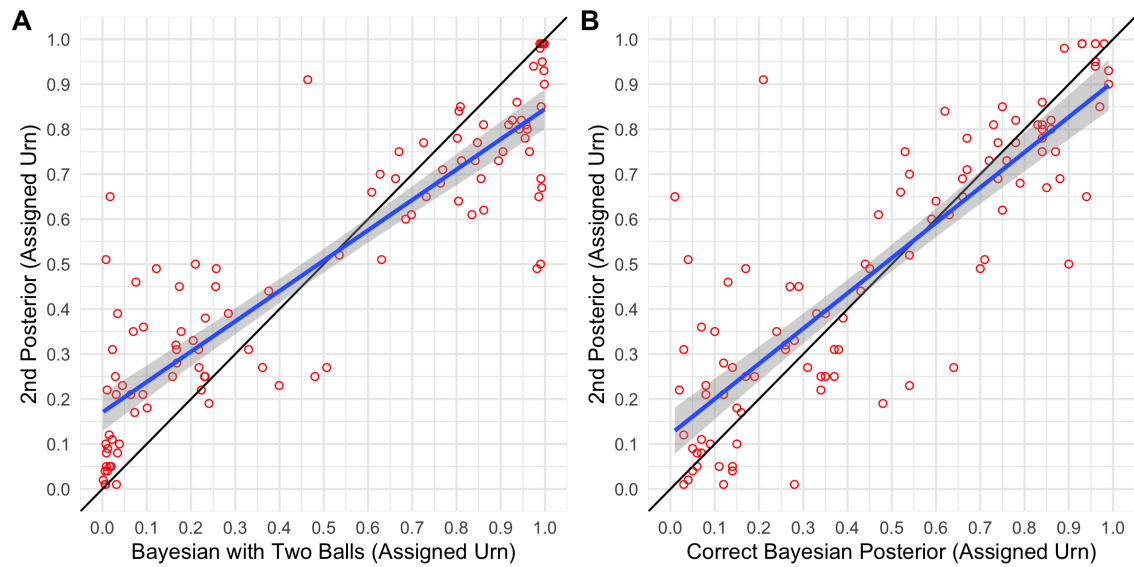 A
2nd Posterior (Assigned Urn)
1.0
0.9
0.8
0.7
0.6
0.5
0.4
0.3
0.2
0.1
0.0
0.0 0.1 0.2 0.3 0.4 0.5 0.6 0.7 0.8 0.9 1.0
Bayesian with Two Balls (Assigned Urn)
B
2nd Posterior (Assigned Urn)
1.0
0.9
0.8
0.7
0.6
0.5
0.4
0.3
0.2
0.1
0.0
0.0 0.1 0.2 0.3 0.4 0.5 0.6 0.7 0.8 0.9 1.0
Correct Bayesian Posterior (Assigned Urn)